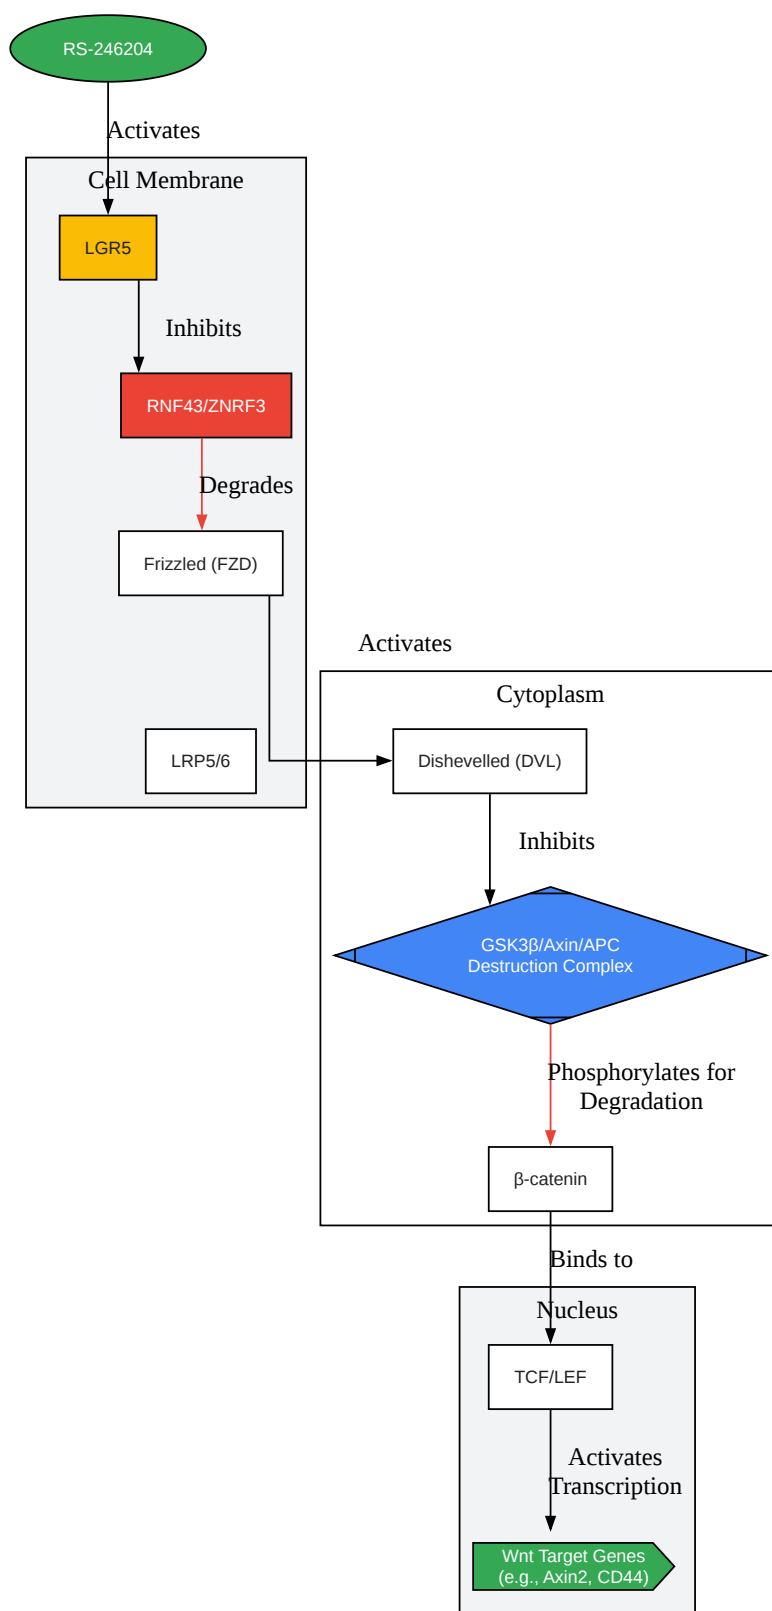 RS-246204
Activates
Cell Membrane
LGR5
Inhibits
RNF43/ZNRF3
Degrades
Frizzled (FZD)
Activates
Cytoplasm
LRP5/6
Dishevelled (DVL)
Inhibits
GSK3β/Axin/APC
Destruction Complex
Phosphorylates for
Degradation
β-catenin
Binds to
Nucleus
TCF/LEF
Activates
Transcription
Wnt Target Genes
(e.g., Axin2, CD44)